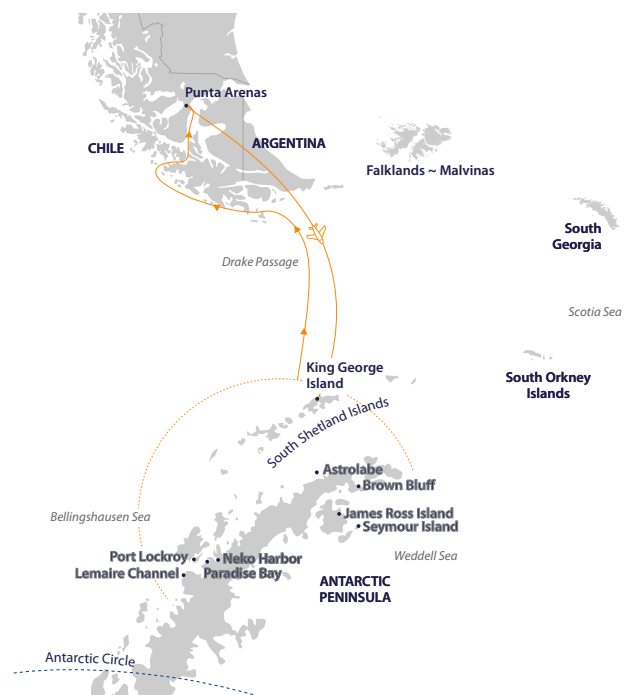 Punta Arenas
CHILE
ARGENTINA
Falklands ~ Malvinas
South
Georgia
Drake Passage
Scotia Sea
King George
Island
South Orkney
Islands
South Shetland Islands
Astrolabe
Brown Bluff
James Ross Island
Seymour Island
Bellingshausen Sea
Weddell Sea
Port Lockroy
Neko Harbor
Lemaire Channel
Paradise Bay
ANTARCTIC
PENINSULA
Antarctic Circle